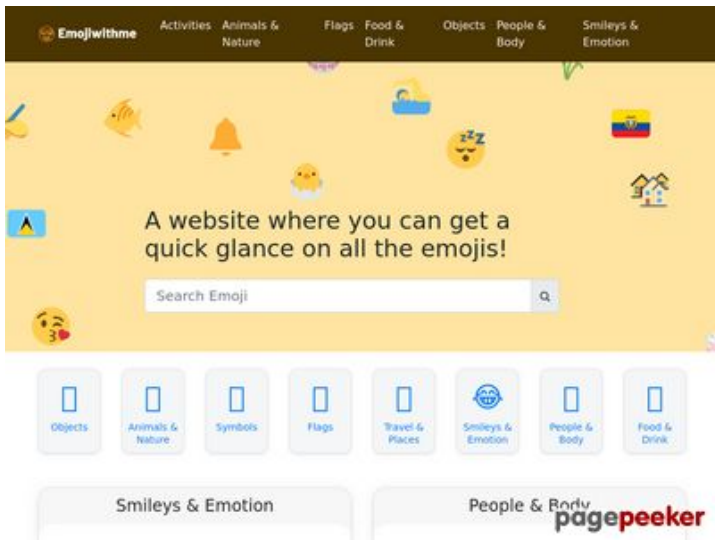 Emojiwithme
Activities
Animals &
Nature
Flags
Food &
Drink
Objects
People &
Body
Smileys &
Emotion
zzZ
A website where you can get a
quick glance on all the emojis!
Search Emoji
Objects
Animals &
Nature
Symbols
Flags
Travel &
Places
Smileys &
Emotion
People &
Body
Food &
Drink
Smileys & Emotion
People & Body
pagepeeker